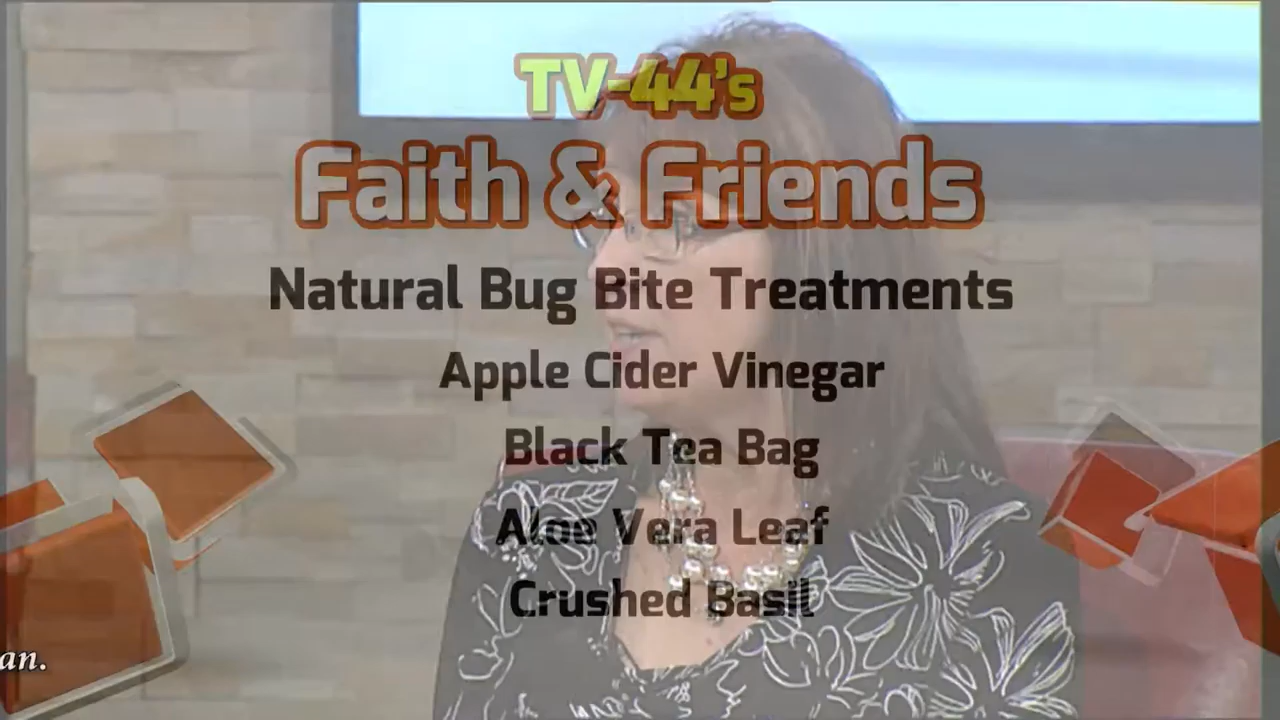 TV-44's
Faith & Friends
Natural Bug Bite Treatments
Apple Cider Vinegar
Black Tea Bag
Aloe Vera Leaf
Crushed Basil
an.